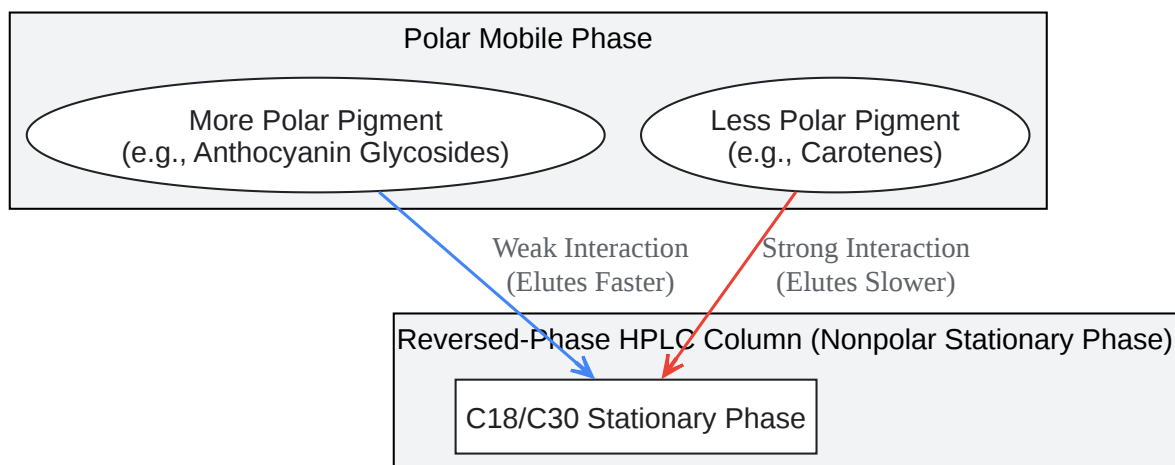 Polar Mobile Phase
More Polar Pigment
(e.g., Anthocyanin Glycosides)
Less Polar Pigment
(e.g., Carotenes)
Weak Interaction
(Elutes Faster)
Strong Interaction
(Elutes Slower)
Reversed-Phase HPLC Column (Nonpolar Stationary Phase)
C18/C30 Stationary Phase